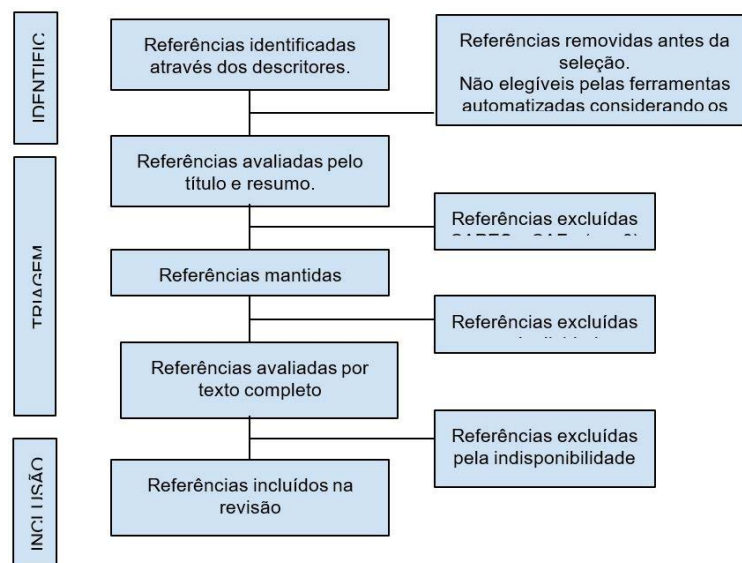 IDENTIFIC
Referências identificadas
através dos descritores.
Referências removidas antes da
seleção.
Não elegíveis pelas ferramentas
automatizadas considerando os
TRIAGEM
Referências avaliadas pelo
título e resumo.
Referências excluídas
Referências mantidas
Referências excluídas
Referências avaliadas por
texto completo
Referências excluídas
pela indisponibilidade
INCLUSÃO
Referências incluídos na
revisão